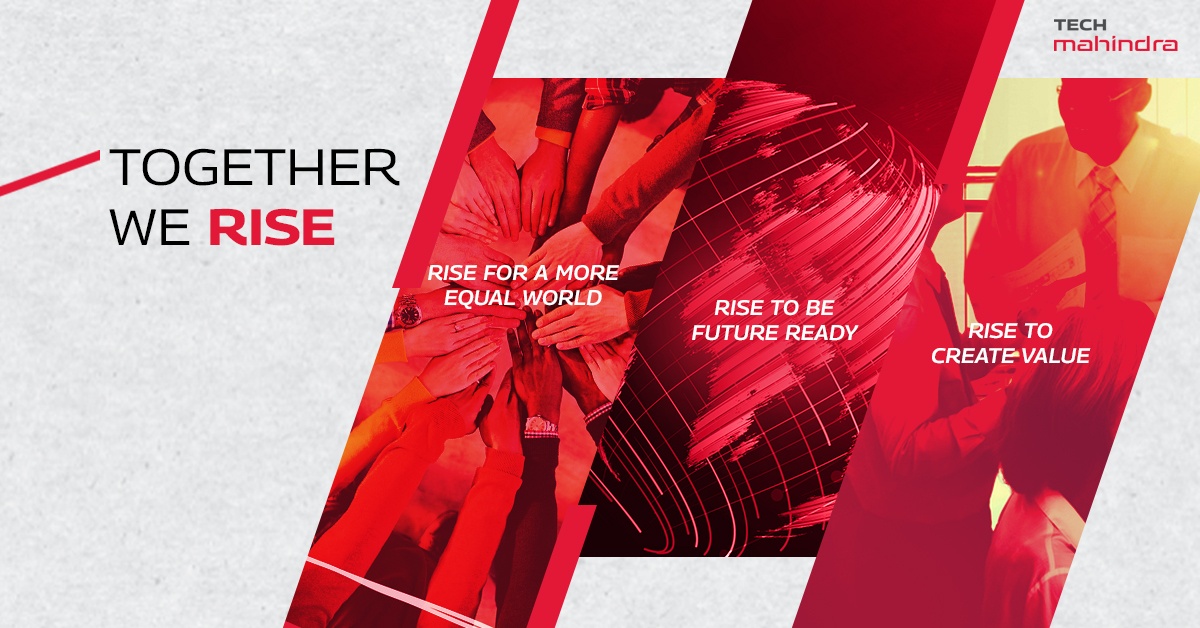 TECH
mahindra
TOGETHER
WE RISE
RISE FOR A MORE
EQUAL WORLD
RISE TO BE
FUTURE READY
RISE TO
CREATE VALUE